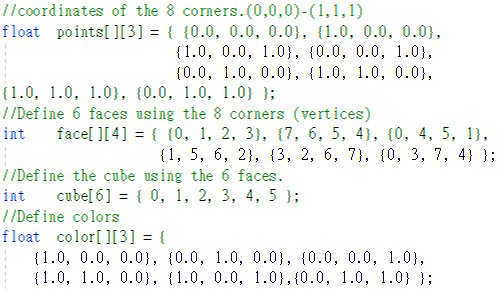 //coordinates of the 8 corners.(0,0,0)-(1,1,1)
float points[][3] = { {0.0, 0.0, 0.0}, {1.0, 0.0, 0.0},
{1.0, 0.0, 1.0}, {0.0, 0.0, 1.0},
{0.0, 1.0, 0.0}, {1.0, 1.0, 0.0},
{1.0, 1.0, 1.0}, {0.0, 1.0, 1.0} };
//Define 6 faces using the 8 corners (vertices)
int face[][4] = { {0, 1, 2, 3}, {7, 6, 5, 4}, {0, 4, 5, 1},
{1, 5, 6, 2}, {3, 2, 6, 7}, {0, 3, 7, 4} };
//Define the cube using the 6 faces.
int cube[6] = { 0, 1, 2, 3, 4, 5 };
//Define colors
float color[][3] = {
{1.0, 0.0, 0.0}, {0.0, 1.0, 0.0}, {0.0, 0.0, 1.0},
{1.0, 1.0, 0.0}, {1.0, 0.0, 1.0},{0.0, 1.0, 1.0} };